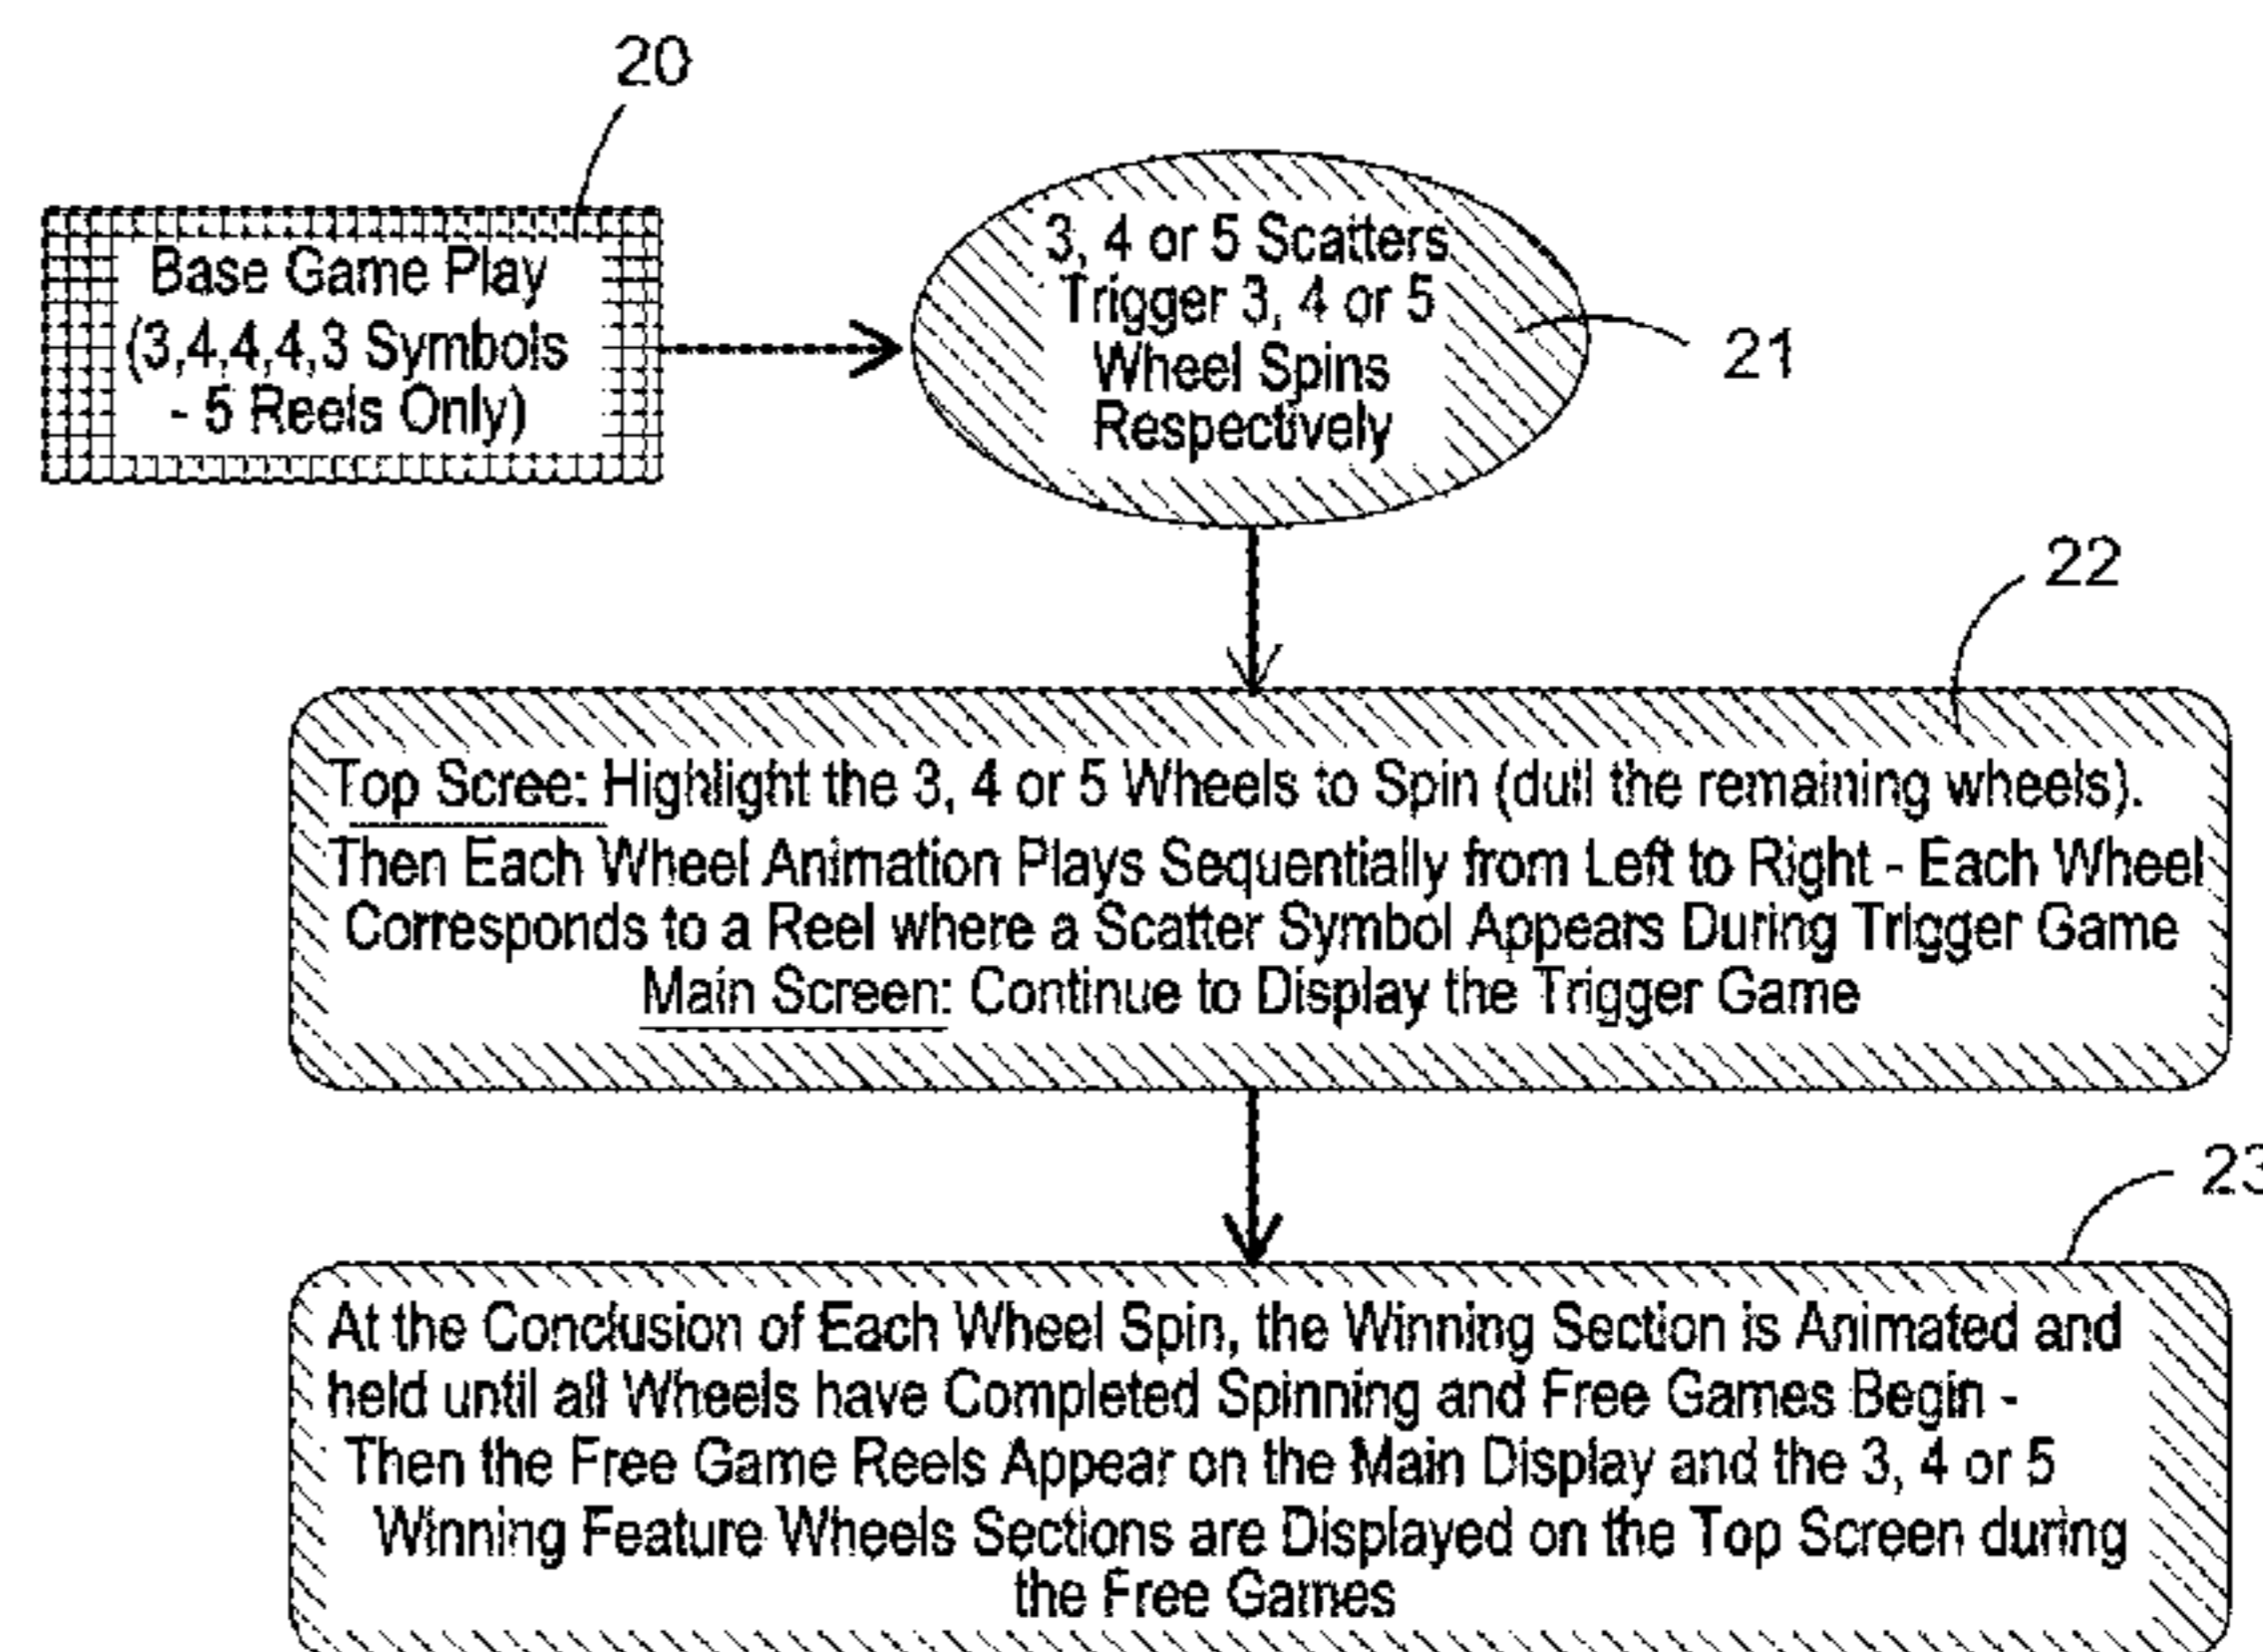 20
Base Game Play
(3,4,4,4,3 Symbols
- 5 Reels Only)
3, 4 or 5 Scatters
Trigger 3, 4 or 5
Wheel Spins
Respectively
21
22
Top Scree: Highlight the 3, 4 or 5 Wheels to Spin (dull the remaining wheels).
Then Each Wheel Animation Plays Sequentially from Left to Right - Each Wheel
Corresponds to a Reel where a Scatter Symbol Appears During Trigger Game
Main Screen: Continue to Display the Trigger Game
23
At the Conclusion of Each Wheel Spin, the Winning Section is Animated and
held until all Wheels have Completed Spinning and Free Games Begin -
Then the Free Game Reels Appear on the Main Display and the 3, 4 or 5
Winning Feature Wheels Sections are Displayed on the Top Screen during
the Free Games